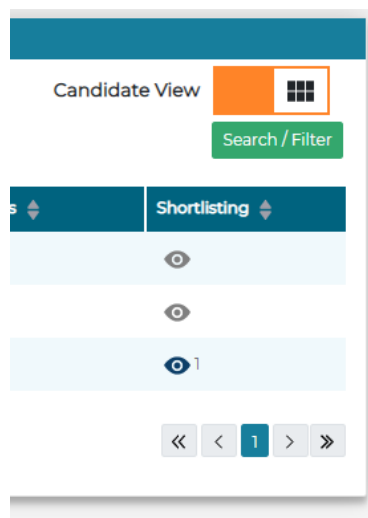 Candidate View
Search / Filter
s Shortlisting
1
« < 1 > »